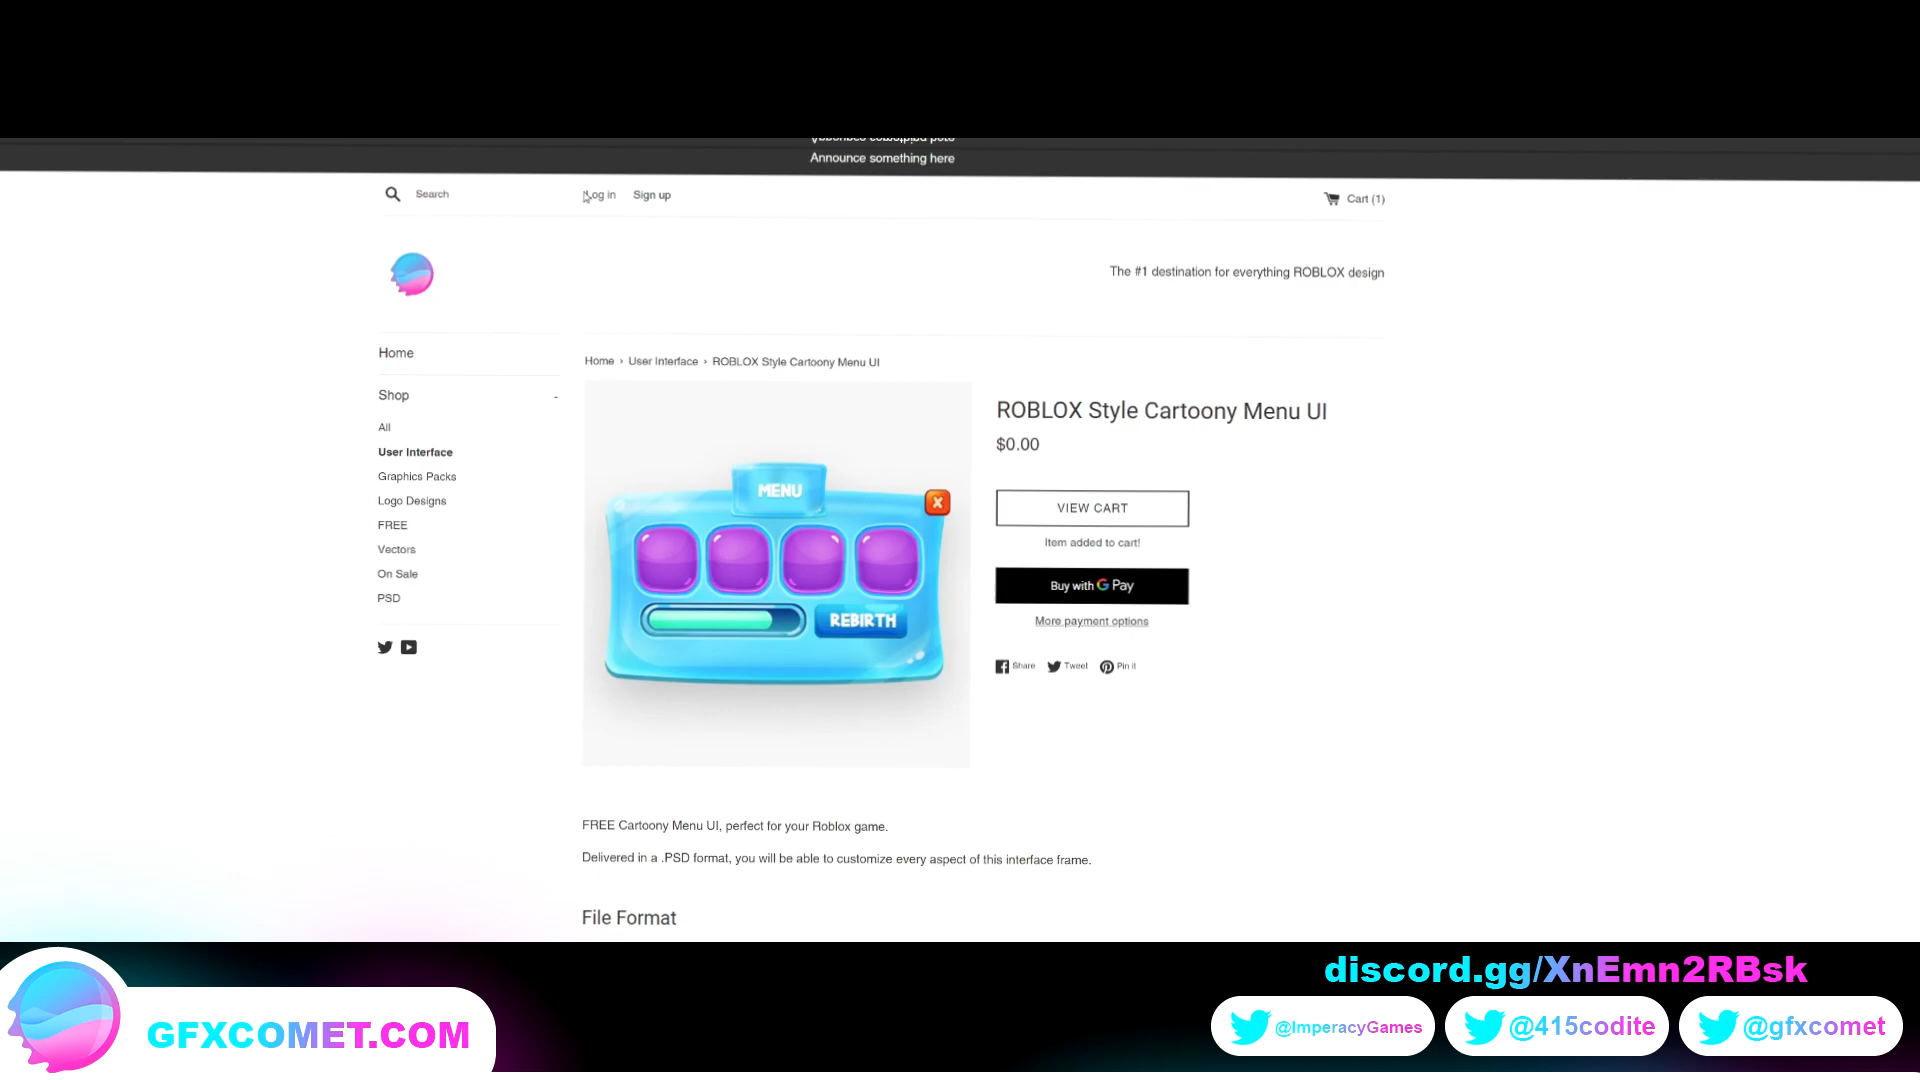 Announce something here
Search
Log in
Sign up
Cart (1)
The #1 destination for everything ROBLOX design
Home
Shop
-
All
User Interface
Graphics Packs
Logo Designs
FREE
Vectors
On Sale
PSD
Home › User Interface › ROBLOX Style Cartoony Menu UI
MENU
X
REBIRTH
ROBLOX Style Cartoony Menu UI
$0.00
VIEW CART
Item added to cart!
Buy with G Pay
More payment options
Share
Tweet
Pin it
FREE Cartoony Menu UI, perfect for your Roblox game.
Delivered in a .PSD format, you will be able to customize every aspect of this interface frame.
File Format
GFXCOMET.COM
discord.gg/XnEmn2RBsk
@ImperacyGames
@415codite
@gfxcomet